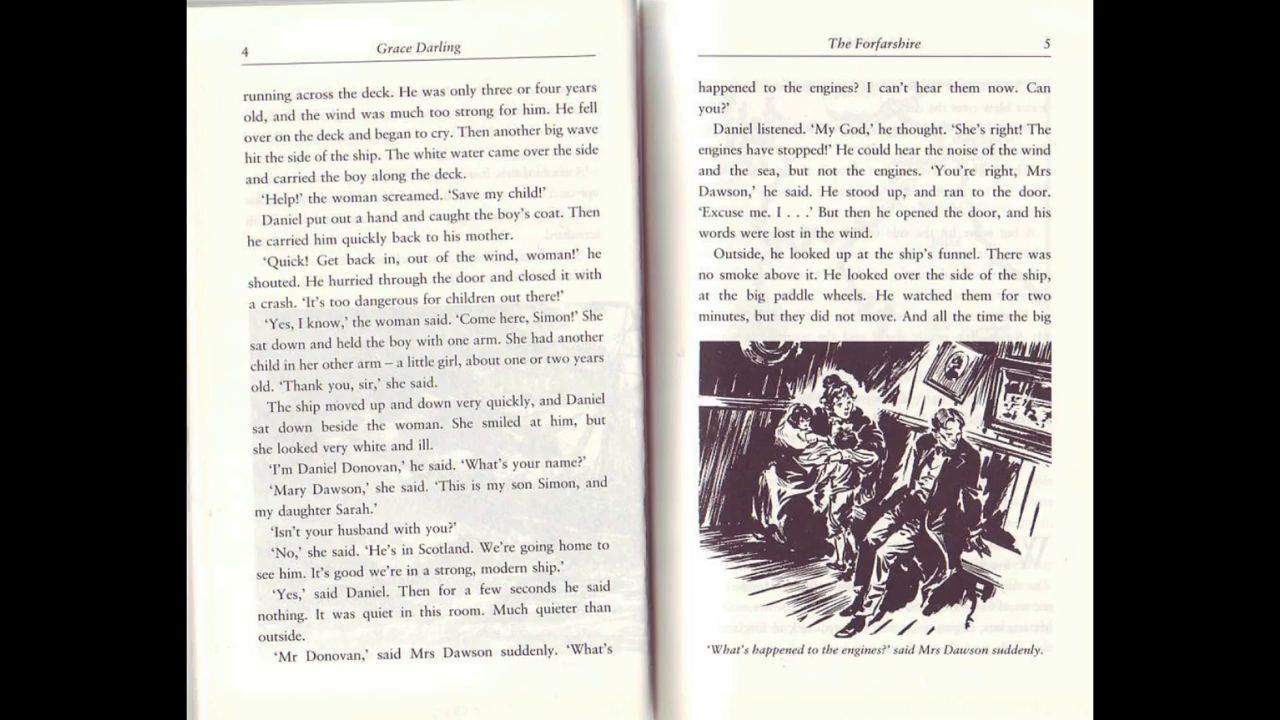 4 Grace Darling
running across the deck. He was only three or four years
old, and the wind was much too strong for him. He fell
over on the deck and began to cry. Then another big wave
hit the side of the ship. The white water came over the side
and carried the boy along the deck.
‘Help!’ the woman screamed. ‘Save my child!’
Daniel put out a hand and caught the boy’s coat. Then
he carried him quickly back to his mother.
‘Quick! Get back in, out of the wind, woman!’ he
shouted. He hurried through the door and closed it with
a crash. ‘It’s too dangerous for children out there!’
‘Yes, I know,’ the woman said. ‘Come here, Simon!’ She
sat down and held the boy with one arm. She had another
child in her other arm – a little girl, about one or two years
old. ‘Thank you, sir,’ she said.
The ship moved up and down very quickly, and Daniel
sat down beside the woman. She smiled at him, but
she looked very white and ill.
‘I’m Daniel Donovan,’ he said. ‘What’s your name?’
‘Mary Dawson,’ she said. ‘This is my son Simon, and
my daughter Sarah.’
‘Isn’t your husband with you?’
‘No,’ she said. ‘He’s in Scotland. We’re going home to
see him. It’s good we’re in a strong, modern ship.’
‘Yes,’ said Daniel. Then for a few seconds he said
nothing. It was quiet in this room. Much quieter than
outside.
‘Mr Donovan,’ said Mrs Dawson suddenly. ‘What’s
The Forfarshire 5
happened to the engines? I can’t hear them now. Can
you?’
Daniel listened. ‘My God,’ he thought. ‘She’s right! The
engines have stopped!’ He could hear the noise of the wind
and the sea, but not the engines. ‘You’re right, Mrs
Dawson,’ he said. He stood up, and ran to the door.
‘Excuse me. I . . .’ But then he opened the door, and his
words were lost in the wind.
Outside, he looked up at the ship’s funnel. There was
no smoke above it. He looked over the side of the ship,
at the big paddle wheels. He watched them for two
minutes, but they did not move. And all the time the big
‘What’s happened to the engines?’ said Mrs Dawson suddenly.